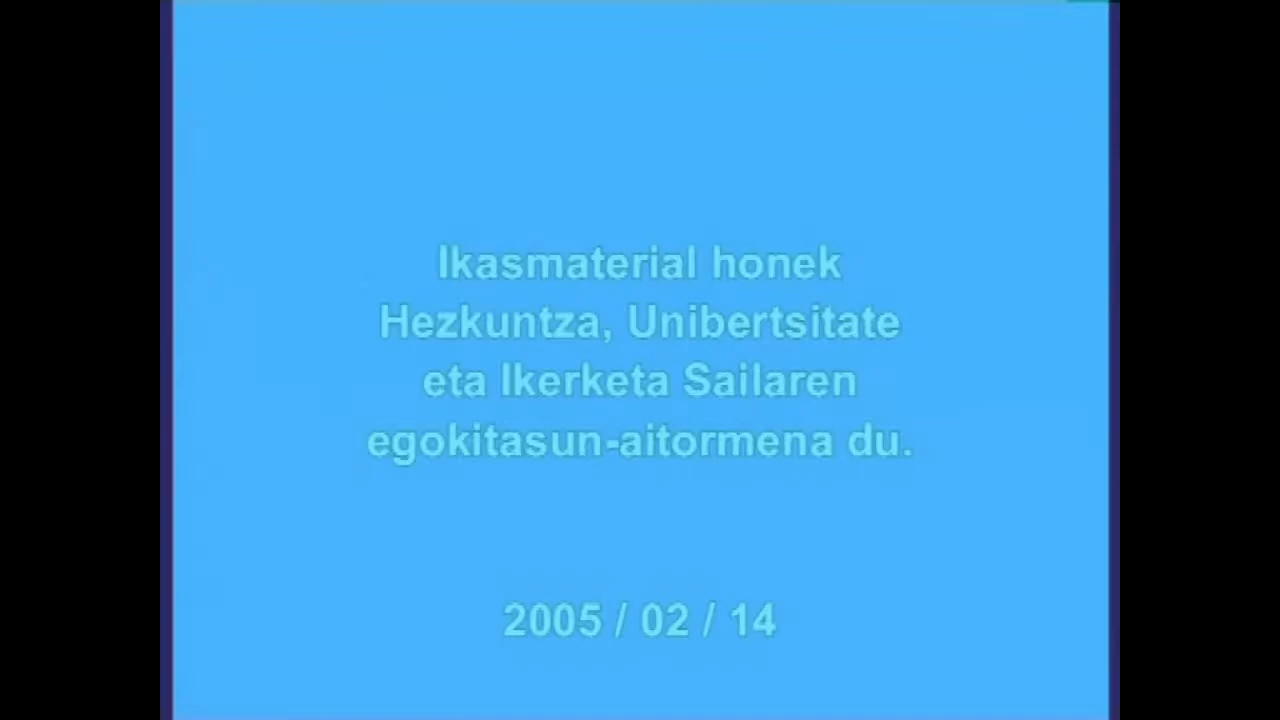 Ikasmaterial honek
Hezkuntza, Unibertsitate
eta Ikerketa Sailaren
egokitasun-aitormena du.
2005 / 02 / 14